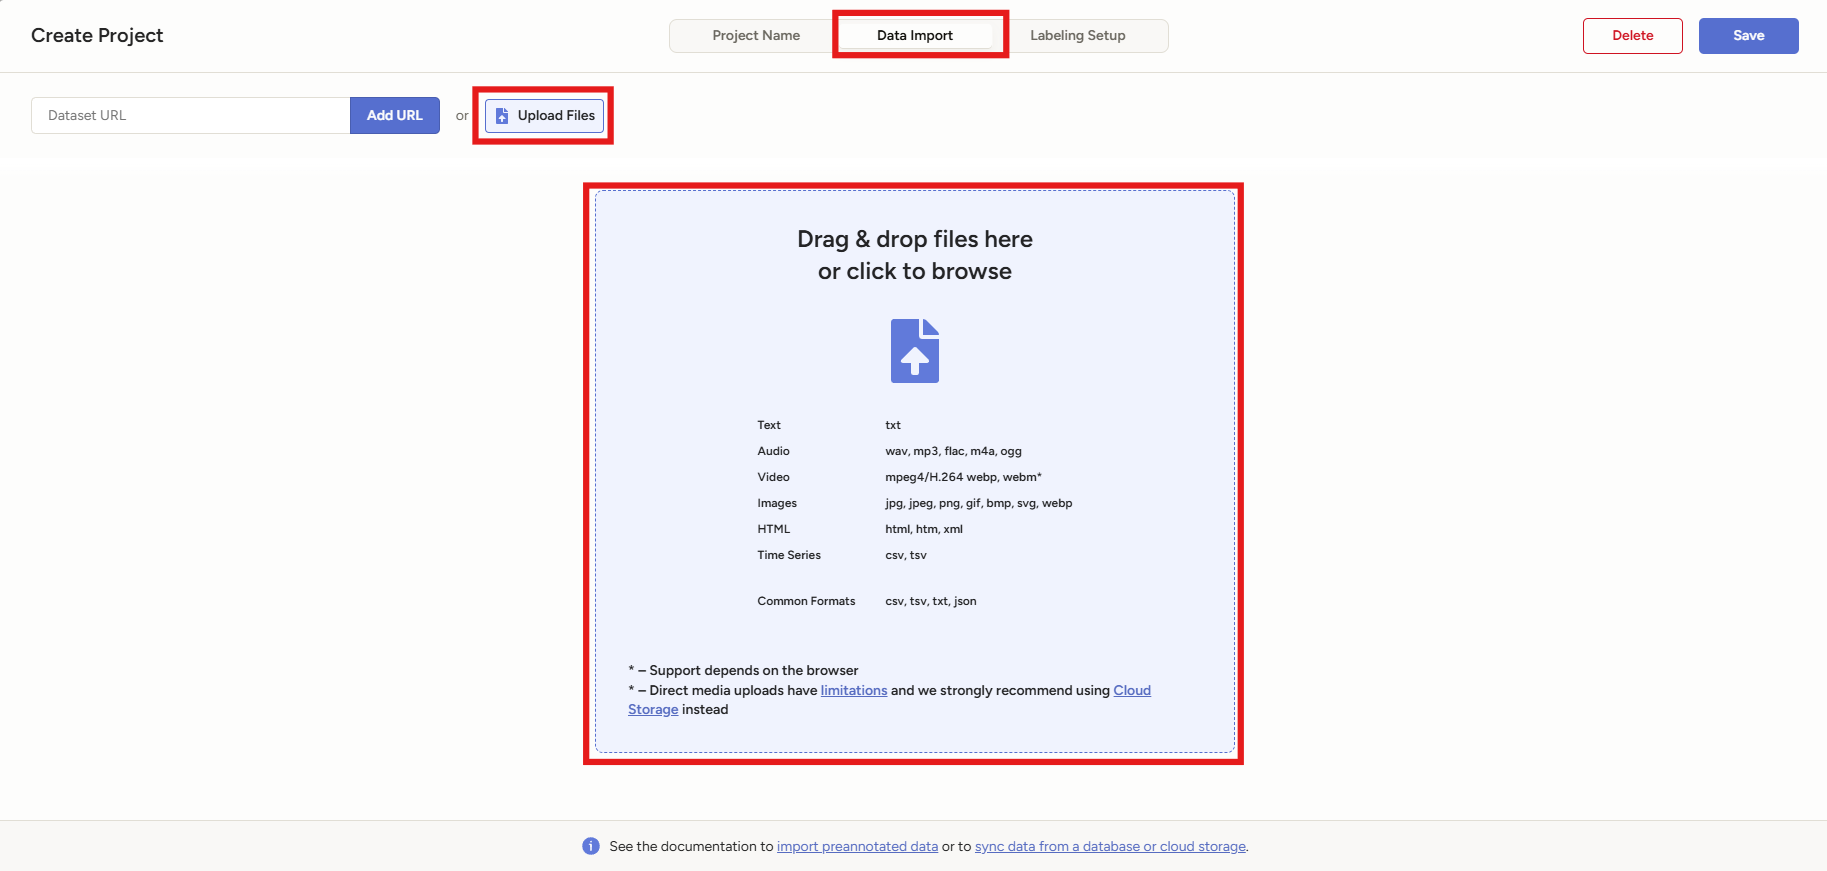 Create Project
Project Name
Data Import
Labeling Setup
Delete
Save
Dataset URL
Add URL
or
Upload Files
Drag & drop files here
or click to browse
Text txt
Audio wav, mp3, flac, m4a, ogg
Video mpeg4/H.264 webp, webm*
Images jpg, jpeg, png, gif, bmp, svg, webp
HTML html, htm, xml
Time Series csv, tsv
Common Formats csv, tsv, txt, json
* – Support depends on the browser
* – Direct media uploads have limitations and we strongly recommend using Cloud
Storage instead
See the documentation to import preannotated data or to sync data from a database or cloud storage.